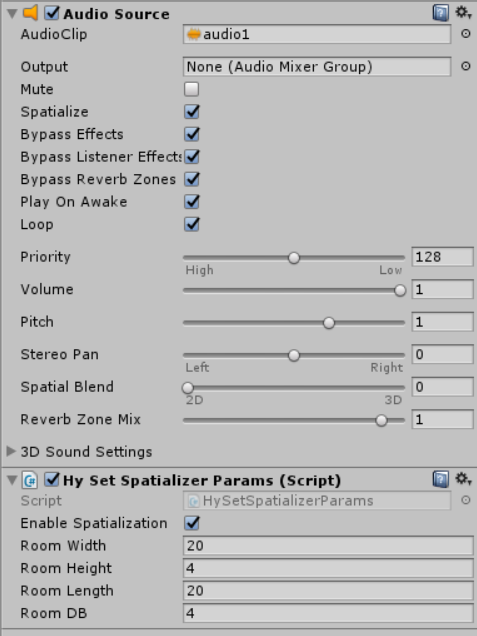 Audio Source
AudioClip audio1
Output None (Audio Mixer Group)
Mute
Spatialize
Bypass Effects
Bypass Listener Effects
Bypass Reverb Zones
Play On Awake
Loop
Priority 128
High Low
Volume 1
Pitch 1
Stereo Pan 0
Left Right
Spatial Blend 0
2D 3D
Reverb Zone Mix 1
3D Sound Settings
Hy Set Spatializer Params (Script)
Script HySetSpatializerParams
Enable Spatialization
Room Width 20
Room Height 4
Room Length 20
Room DB 4